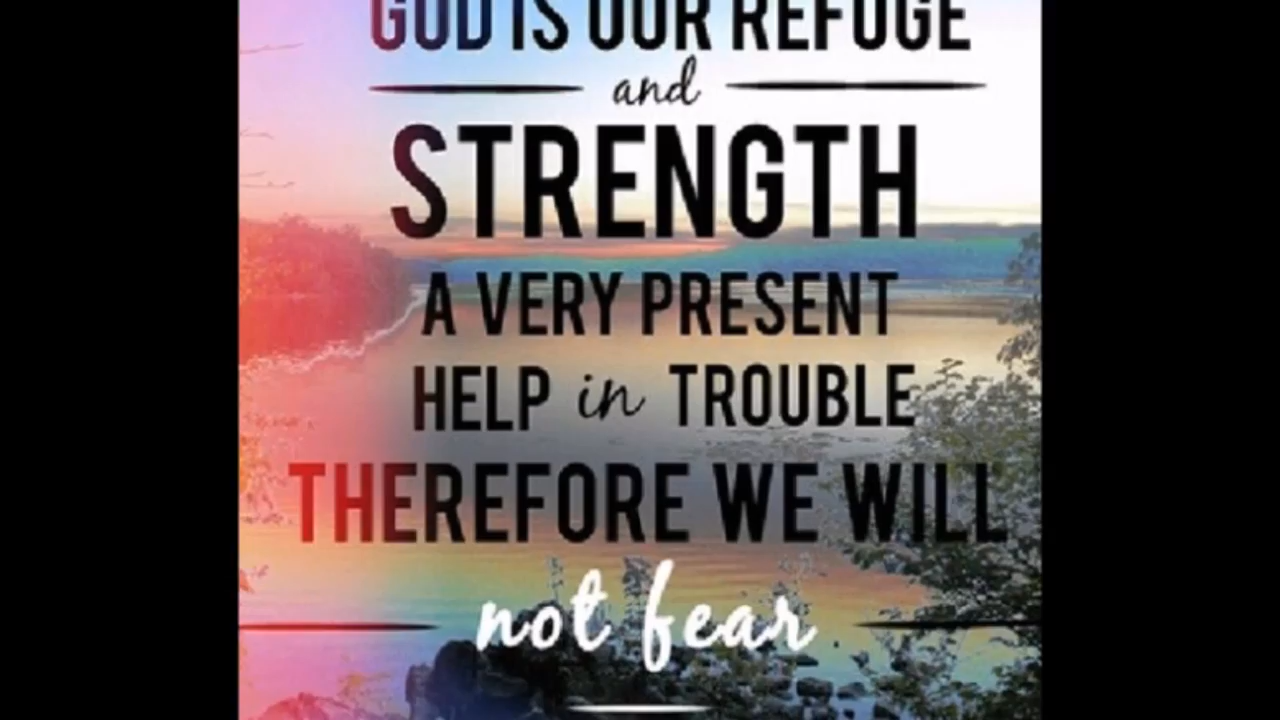 GOD IS OUR REFUGE
and
STRENGTH
A VERY PRESENT
HELP in TROUBLE
THEREFORE WE WILL
not fear